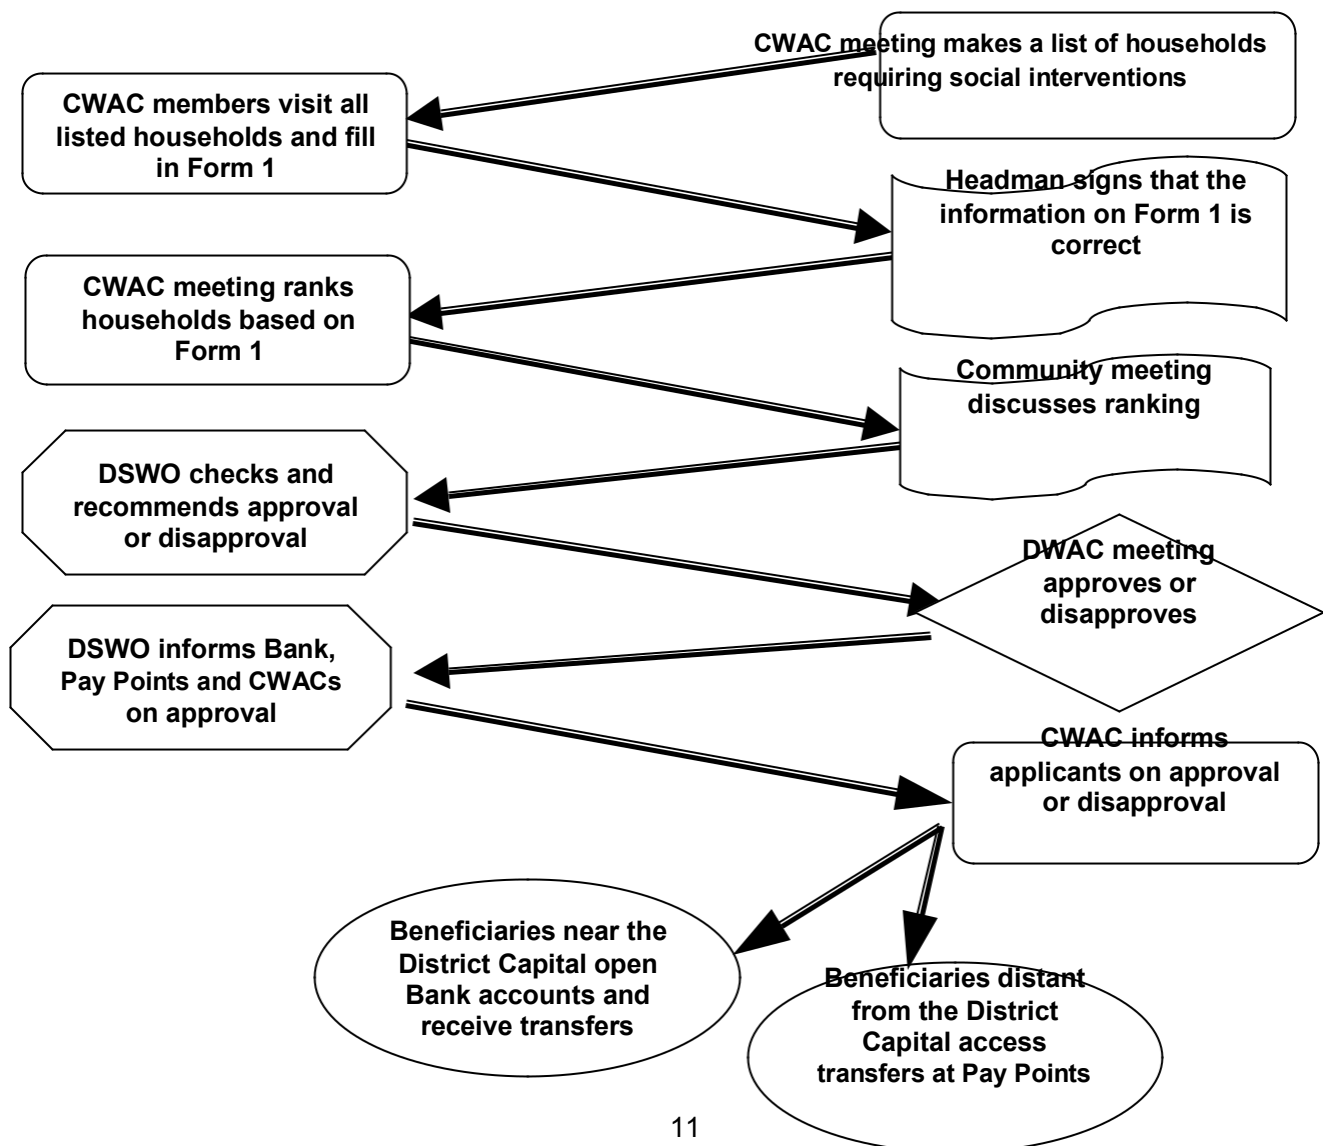 CWAC meeting makes a list of households
requiring social interventions
CWAC members visit all
listed households and fill
in Form 1
Headman signs that the
information on Form 1 is
correct
CWAC meeting ranks
households based on
Form 1
Community meeting
discusses ranking
DSWO checks and
recommends approval
or disapproval
DWAC meeting
approves or
disapproves
DSWO informs Bank,
Pay Points and CWACs
on approval
CWAC informs
applicants on approval
or disapproval
Beneficiaries near the
District Capital open
Bank accounts and
receive transfers
Beneficiaries distant
from the District
Capital access
transfers at Pay Points
11